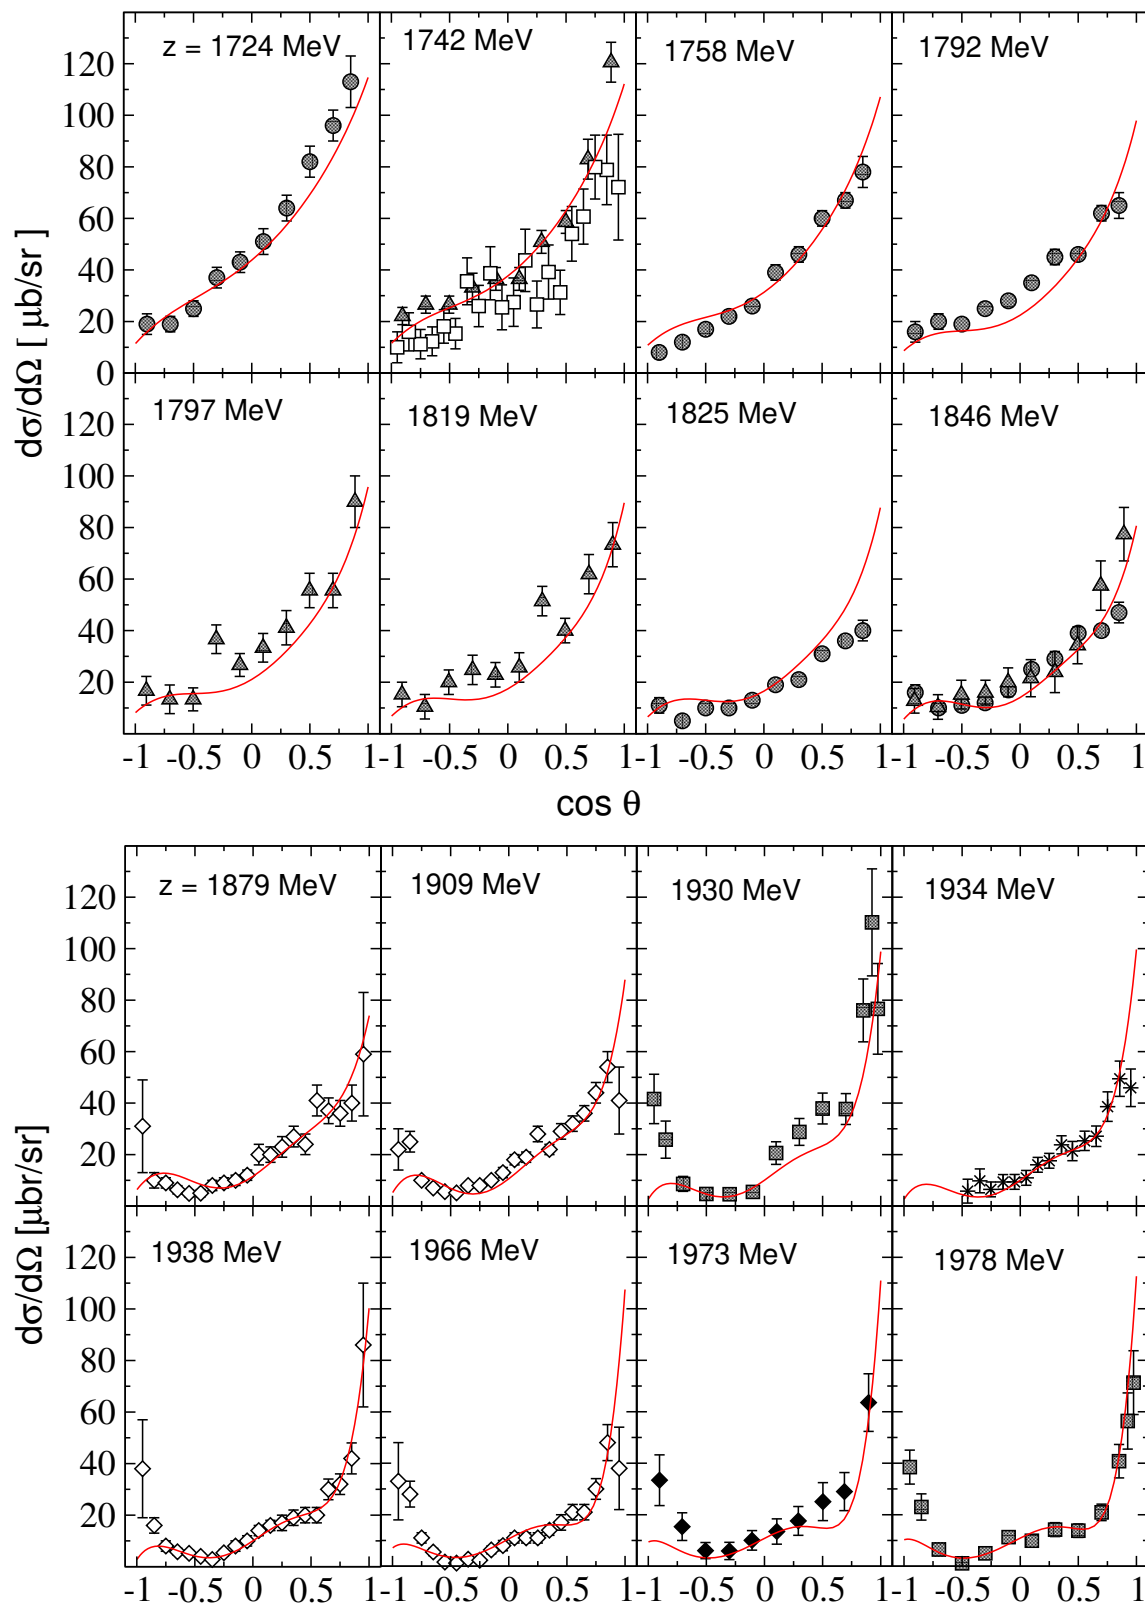 z = 1724 MeV
1742 MeV
1758 MeV
1792 MeV
120
100
80
60
40
20
0
dσ/dΩ [ μb/sr ]
1797 MeV
1819 MeV
1825 MeV
1846 MeV
120
100
80
60
40
20
-1 -0.5 0 0.5 1
-1 -0.5 0 0.5 1
-1 -0.5 0 0.5 1
-1 -0.5 0 0.5 1
cos θ
z = 1879 MeV
1909 MeV
1930 MeV
1934 MeV
120
100
80
60
40
20
dσ/dΩ [μbr/sr]
1938 MeV
1966 MeV
1973 MeV
1978 MeV
120
100
80
60
40
20
-1 -0.5 0 0.5
-1 -0.5 0 0.5
-1 -0.5 0 0.5
-1 -0.5 0 0.5 1